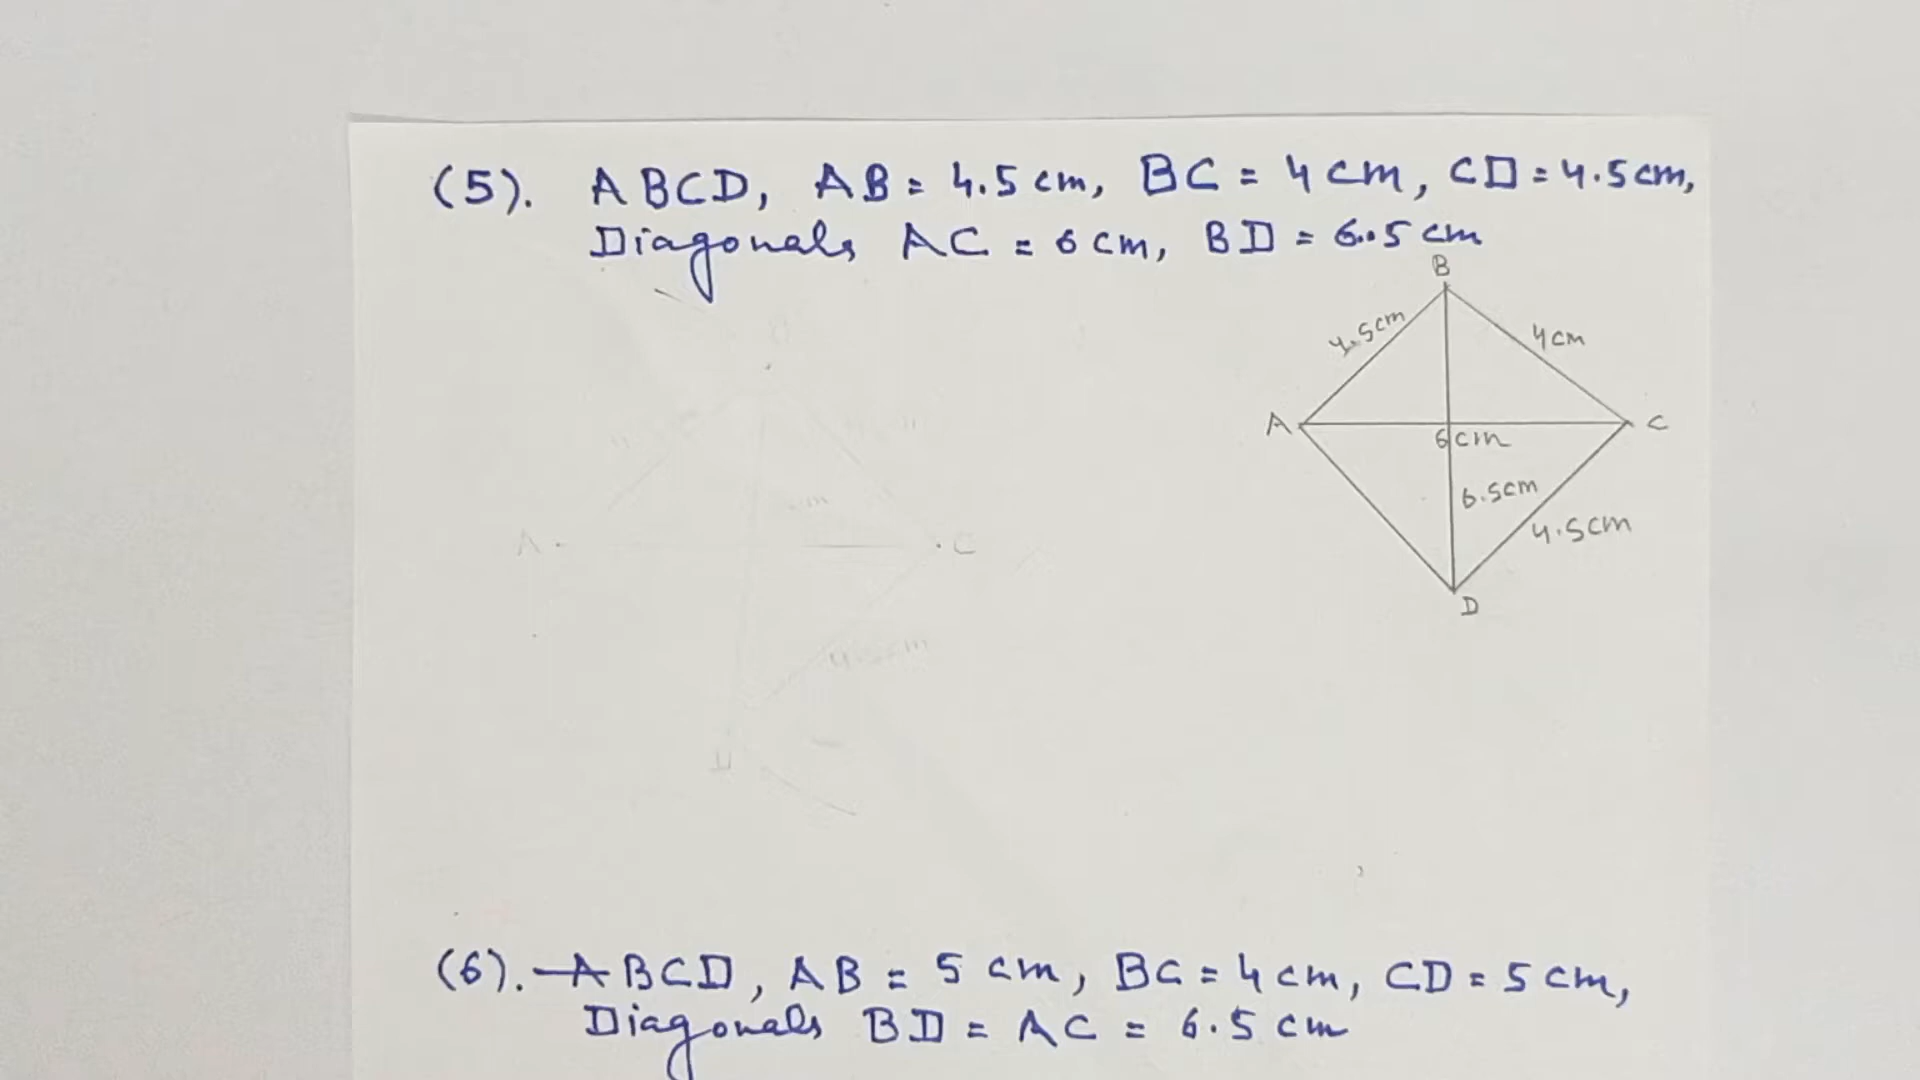 (5). ABCD, AB = 4.5 cm, BC = 4 cm, CD = 4.5 cm,
Diagonals AC = 6 cm, BD = 6.5 cm
B
4.5cm
4cm
A
C
6cm
6.5cm
4.5cm
D
A
C
(6). ABCD, AB = 5 cm, BC = 4 cm, CD = 5 cm,
Diagonals BD = AC = 6.5 cm